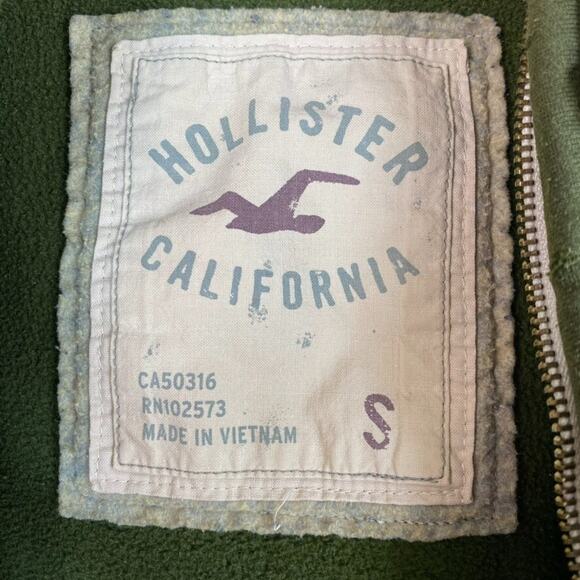 HOLLISTER
CALIFORNIA
CA50316
RN102573
MADE IN VIETNAM
S